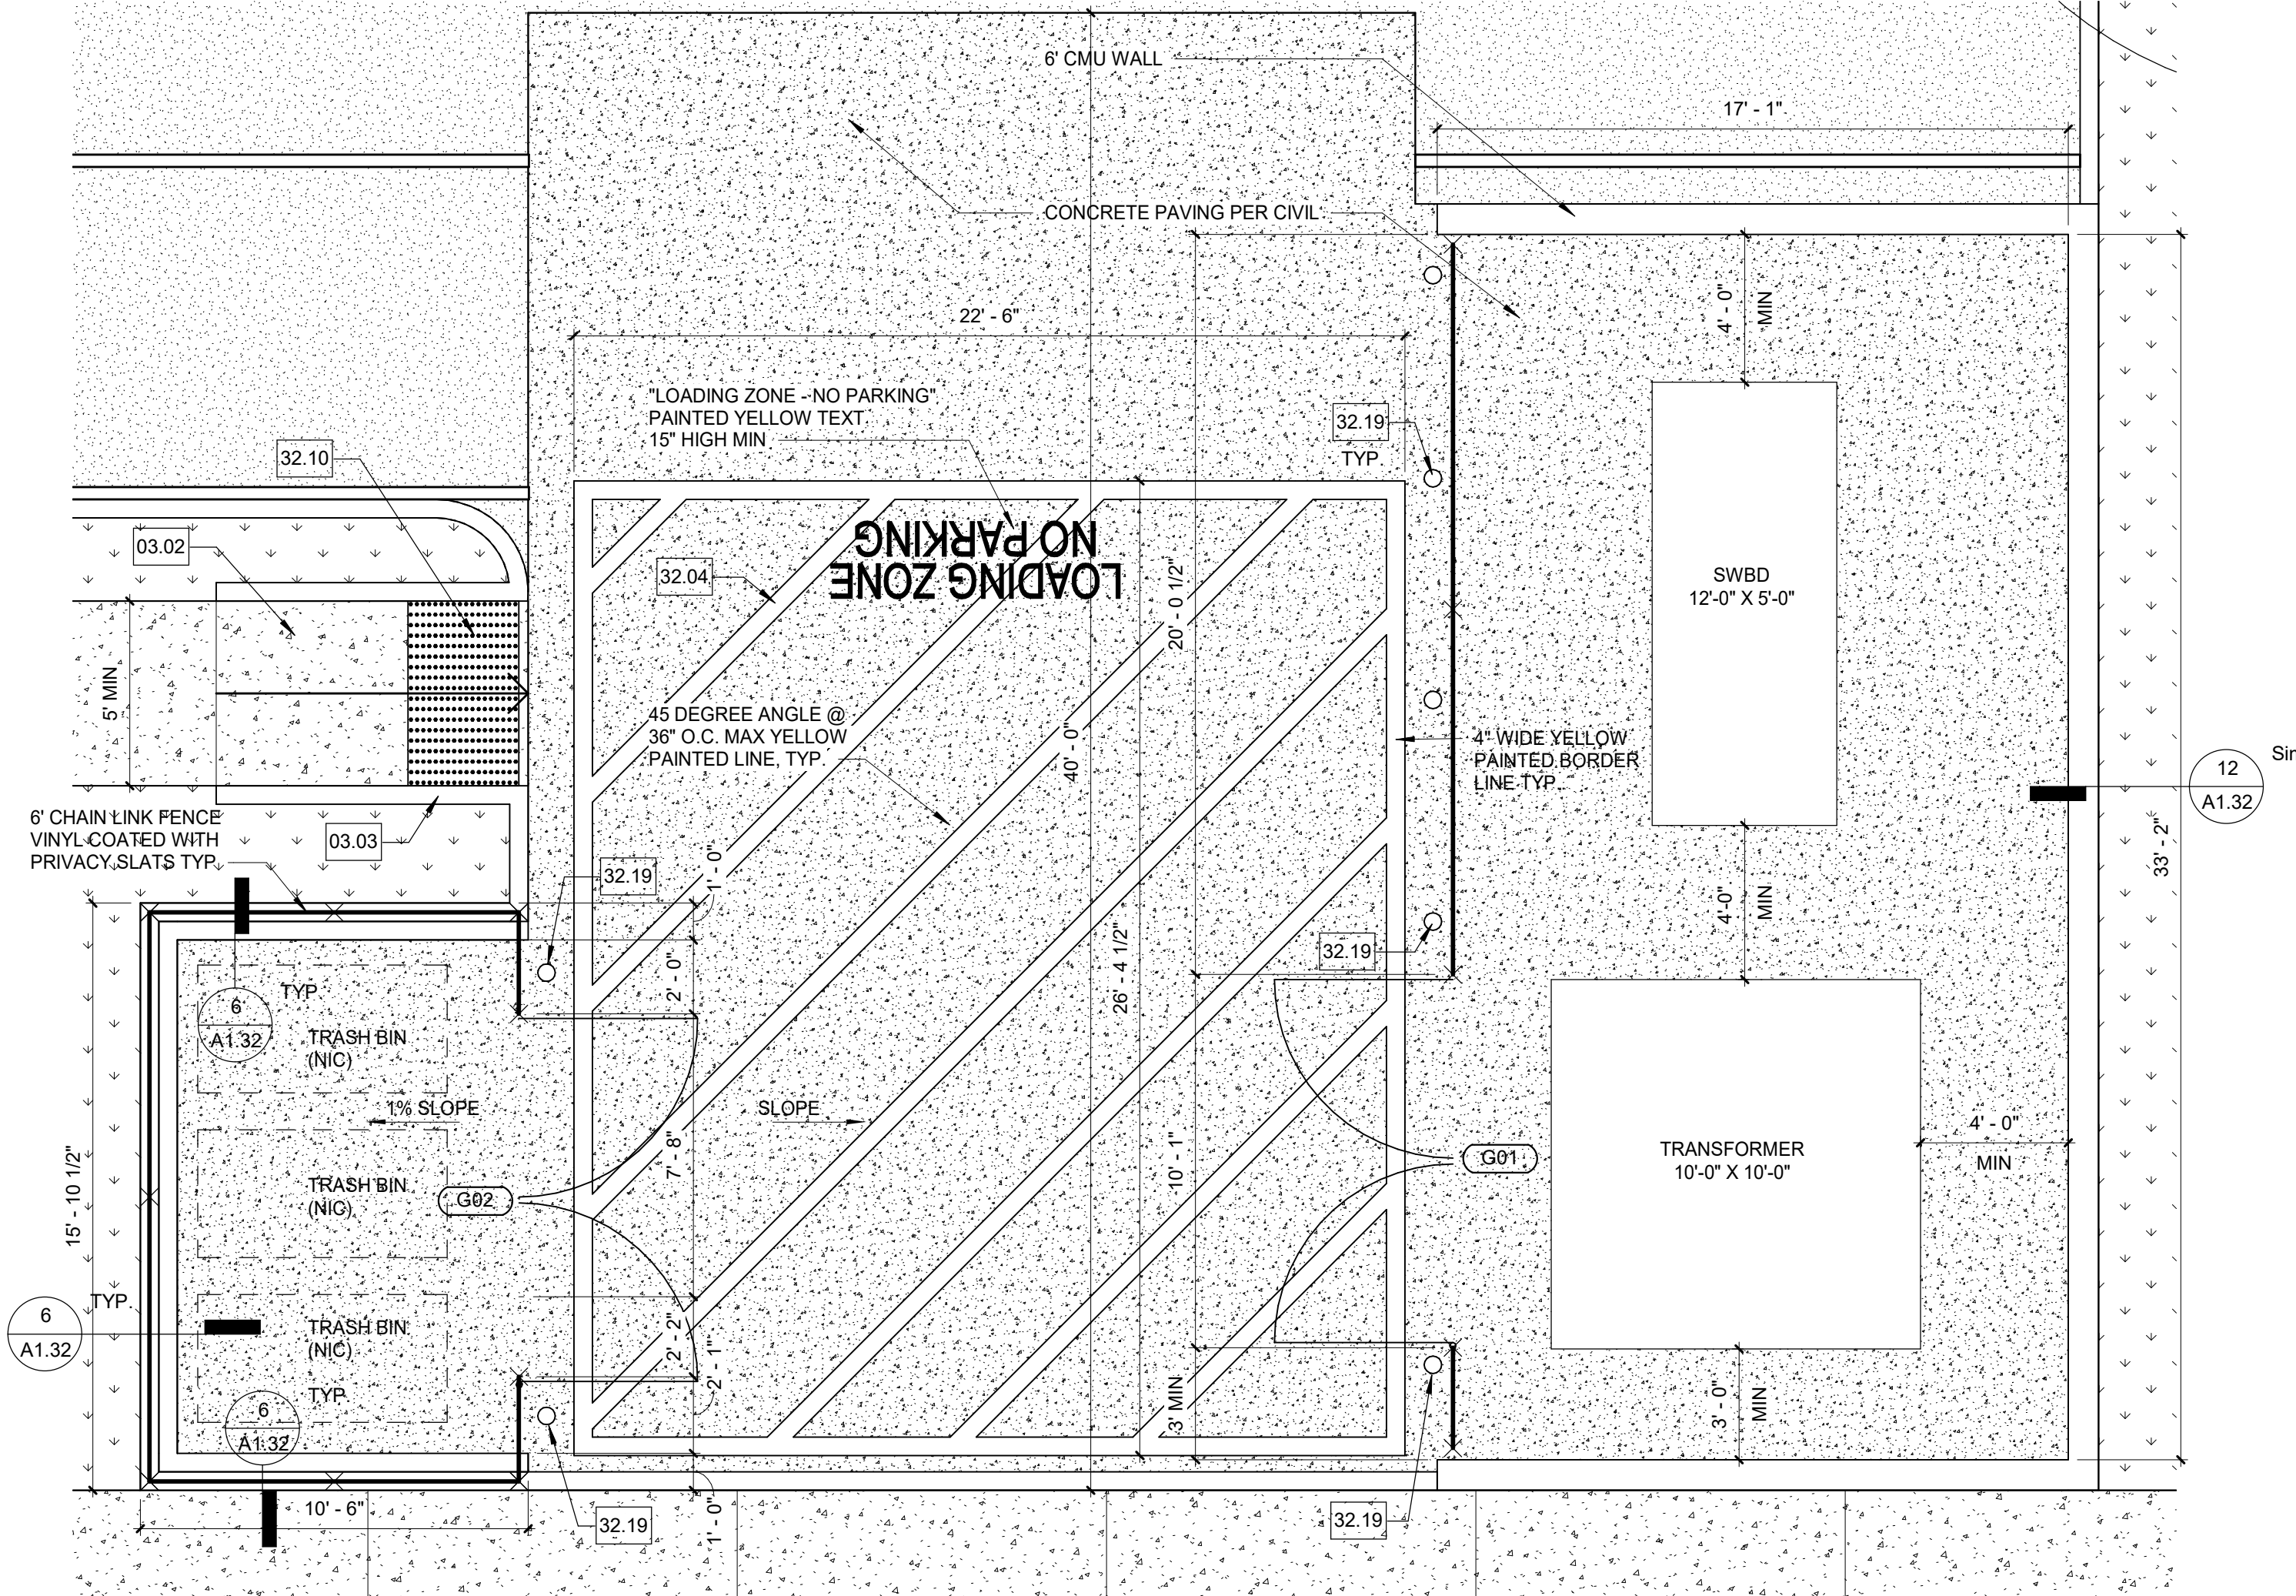 6' CMU WALL
17' - 1"
CONCRETE PAVING PER CIVIL
22' - 6"
4' - 0"
MIN
"LOADING ZONE - NO PARKING"
PAINTED YELLOW TEXT
15" HIGH MIN
32.19
TYP
32.10
03.02
LOADING ZONE
NO PARKING
32.04
20' - 0 1/2"
SWBD
12'-0" X 5'-0"
5' MIN
45 DEGREE ANGLE @
36" O.C. MAX YELLOW
PAINTED LINE, TYP.
40' - 0"
4" WIDE YELLOW
PAINTED BORDER
LINE TYP.
12
A1.32
Sir
33' - 2"
6' CHAIN LINK FENCE
VINYL COATED WITH
PRIVACY SLATS TYP.
03.03
32.19
1' - 0"
4'-0"
MIN
32.19
26' - 4 1/2"
2' - 0"
6
A1.32
TYP
TRASH BIN
(NIC)
1% SLOPE
SLOPE
7' - 8"
10' - 1"
G01
TRANSFORMER
10'-0" X 10'-0"
4' - 0"
MIN
15' - 10 1/2"
TRASH BIN
(NIC)
G02
6
A1.32
TYP.
TRASH BIN
(NIC)
TYP
6
A1.32
2' - 2"
2' - 1"
3' MIN
3' - 0"
MIN
10' - 6"
32.19
1' - 0"
32.19